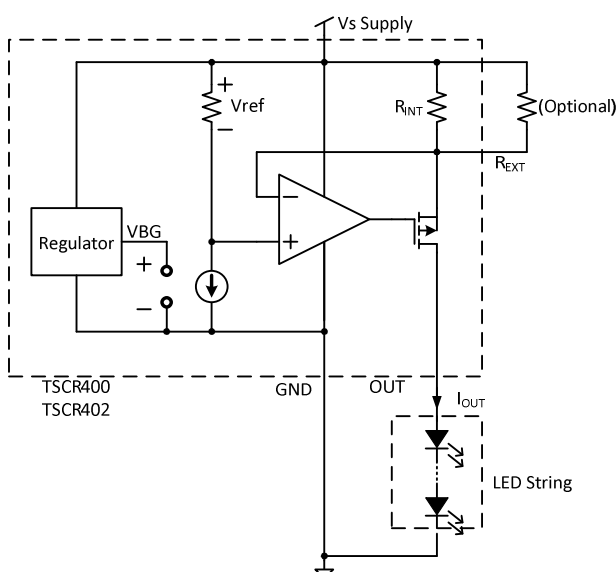 Vs Supply
+
Vref
−
RINT
(Optional)
REXT
−
+
Regulator
VBG
+
−
TSCR400
TSCR402
GND
OUT
IOUT
LED String